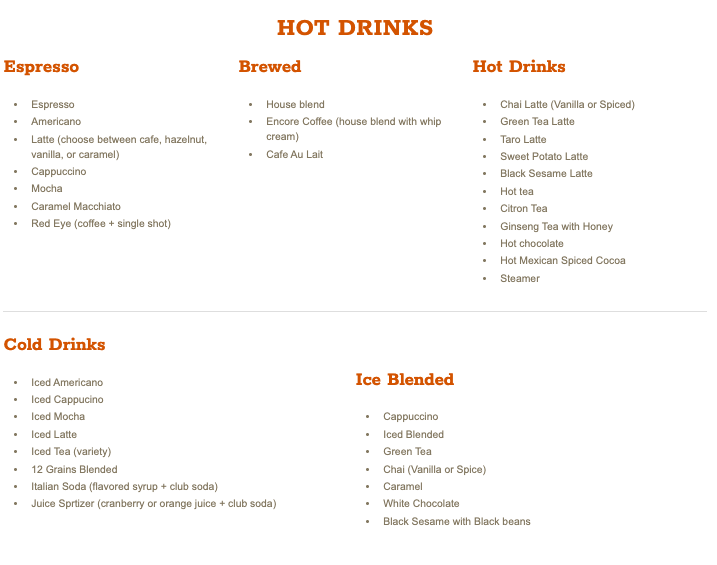 HOT DRINKS
Espresso
Espresso
Americano
Latte (choose between cafe, hazelnut,
vanilla, or caramel)
Cappuccino
Mocha
Caramel Macchiato
Red Eye (coffee + single shot)
Brewed
House blend
Encore Coffee (house blend with whip
cream)
Cafe Au Lait
Hot Drinks
Chai Latte (Vanilla or Spiced)
Green Tea Latte
Taro Latte
Sweet Potato Latte
Black Sesame Latte
Hot tea
Citron Tea
Ginseng Tea with Honey
Hot chocolate
Hot Mexican Spiced Cocoa
Steamer
Cold Drinks
Iced Americano
Iced Cappucino
Iced Mocha
Iced Latte
Iced Tea (variety)
12 Grains Blended
Italian Soda (flavored syrup + club soda)
Juice Sprtizer (cranberry or orange juice + club soda)
Ice Blended
Cappuccino
Iced Blended
Green Tea
Chai (Vanilla or Spice)
Caramel
White Chocolate
Black Sesame with Black beans